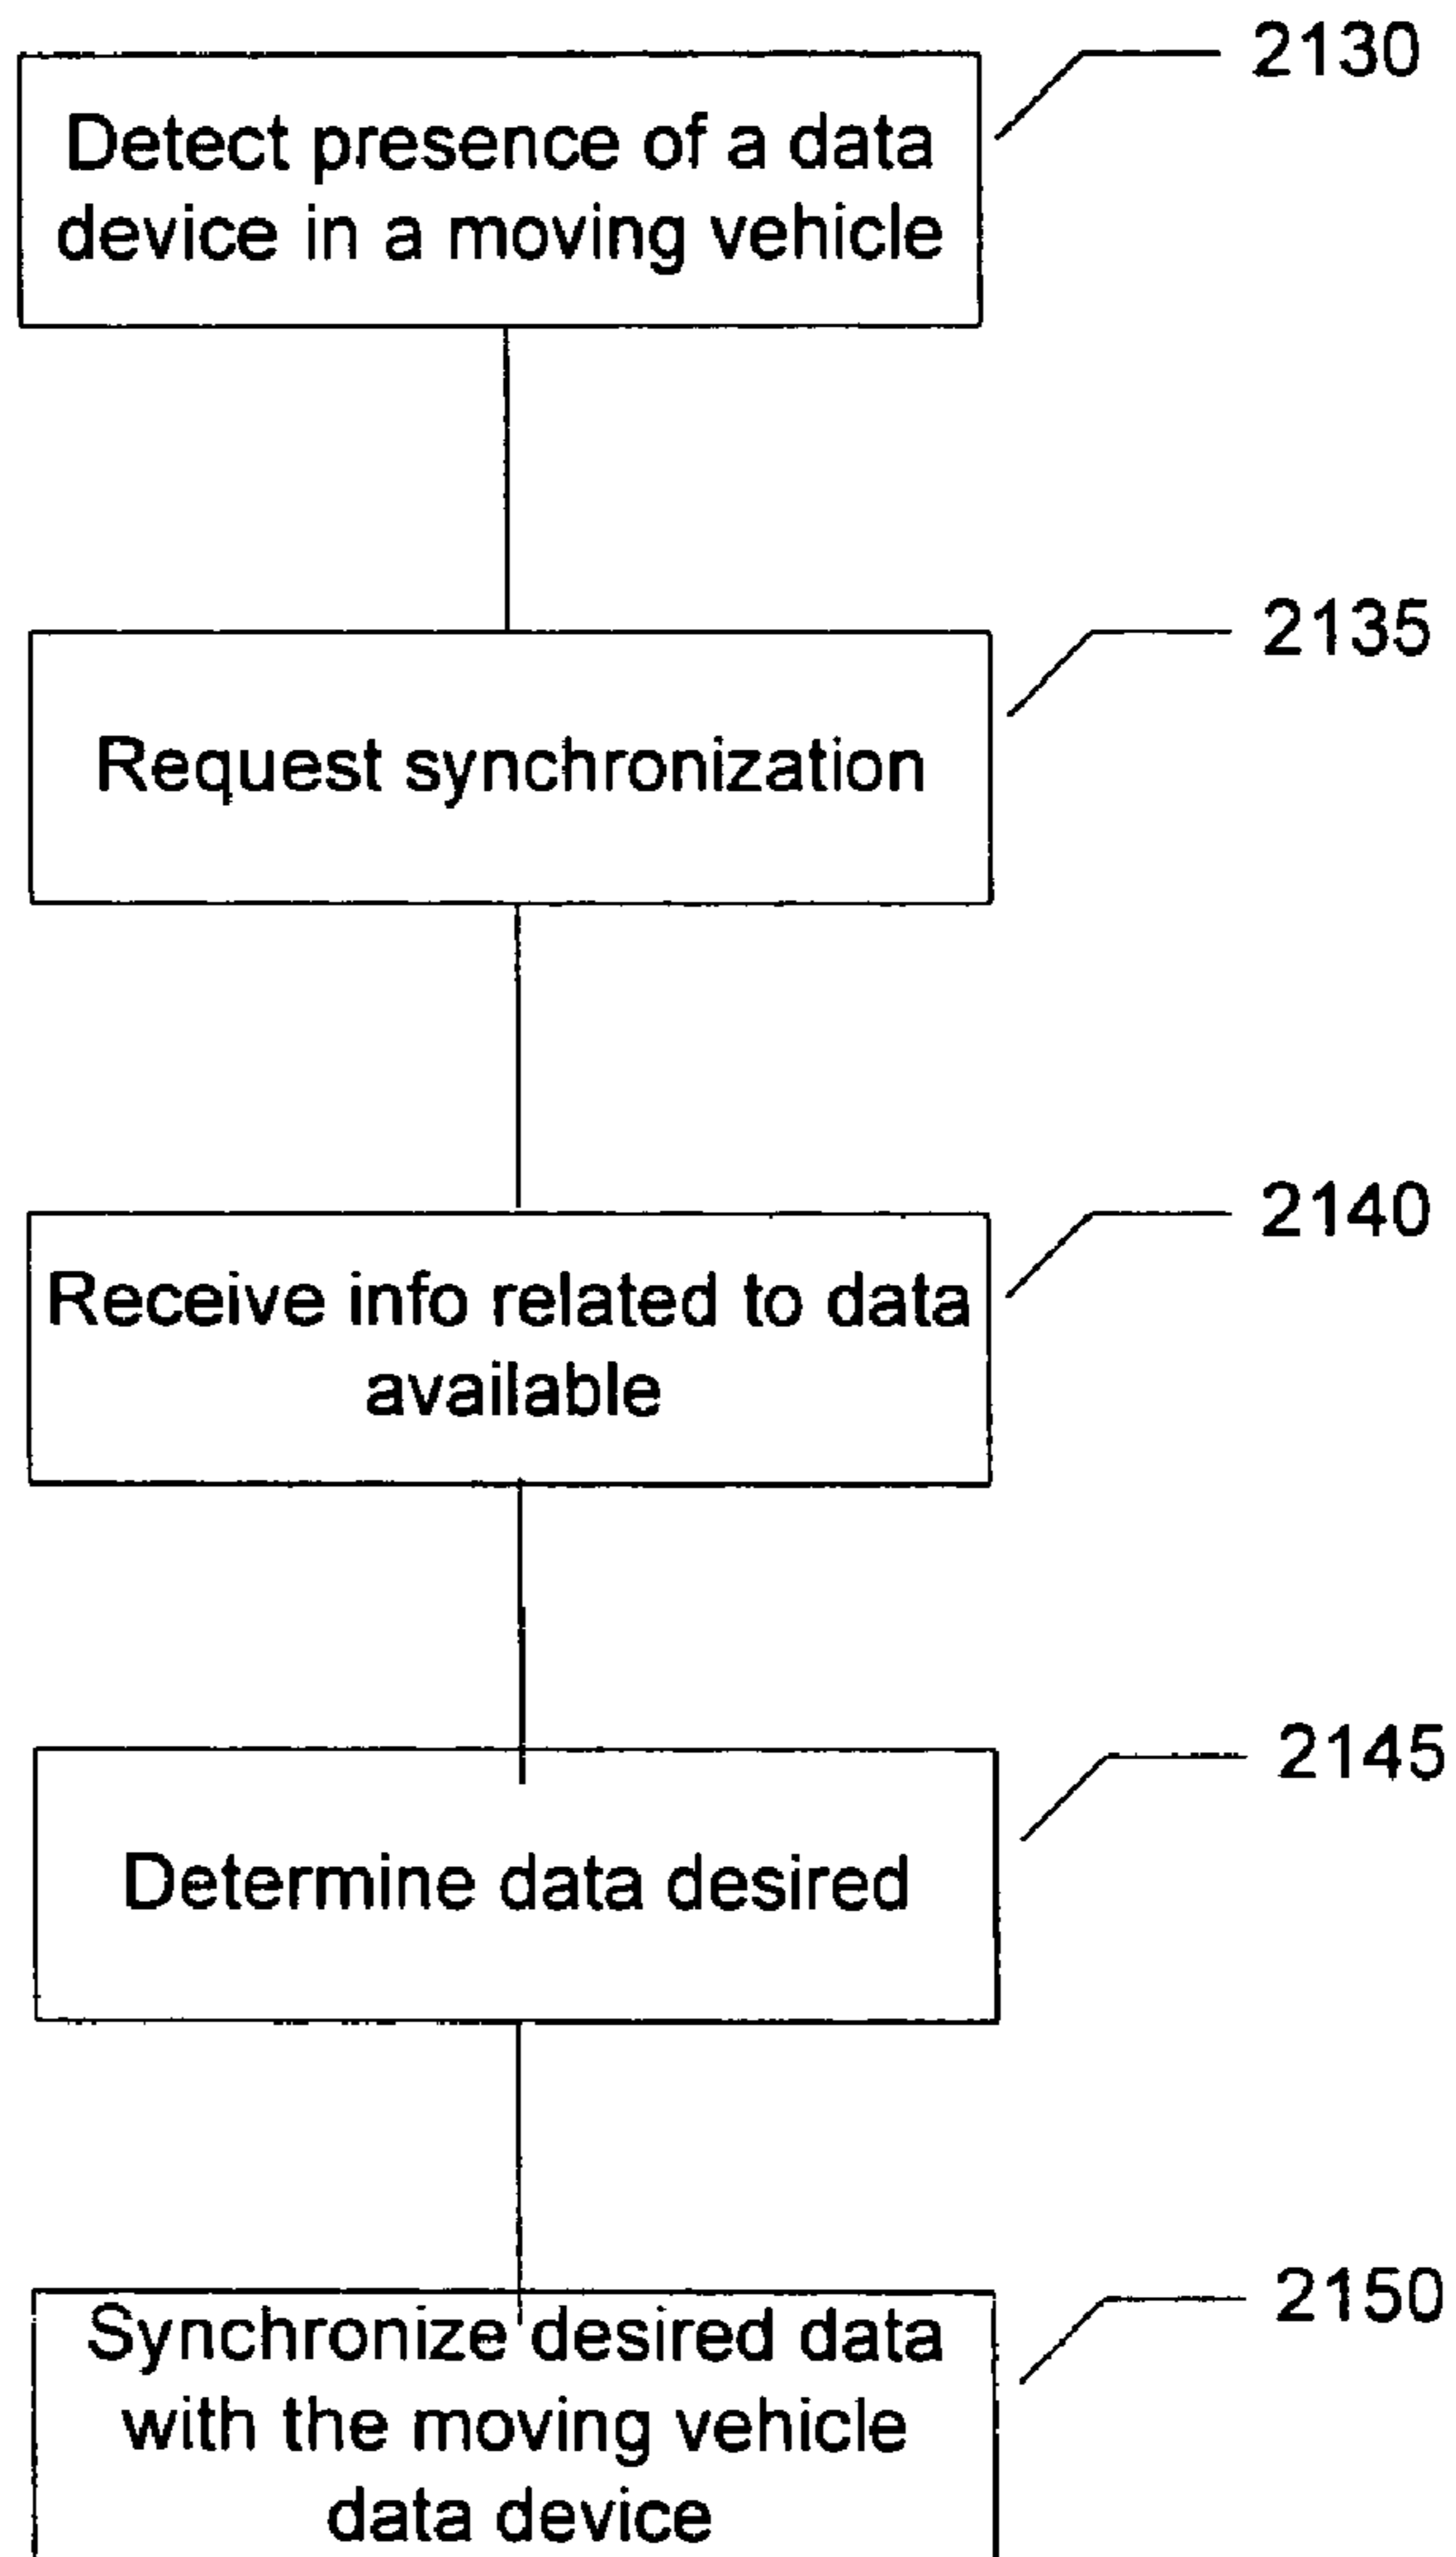 2130
Detect presence of a data
device in a moving vehicle
2135
Request synchronization
2140
Receive info related to data
available
2145
Determine data desired
2150
Synchronize desired data
with the moving vehicle
data device